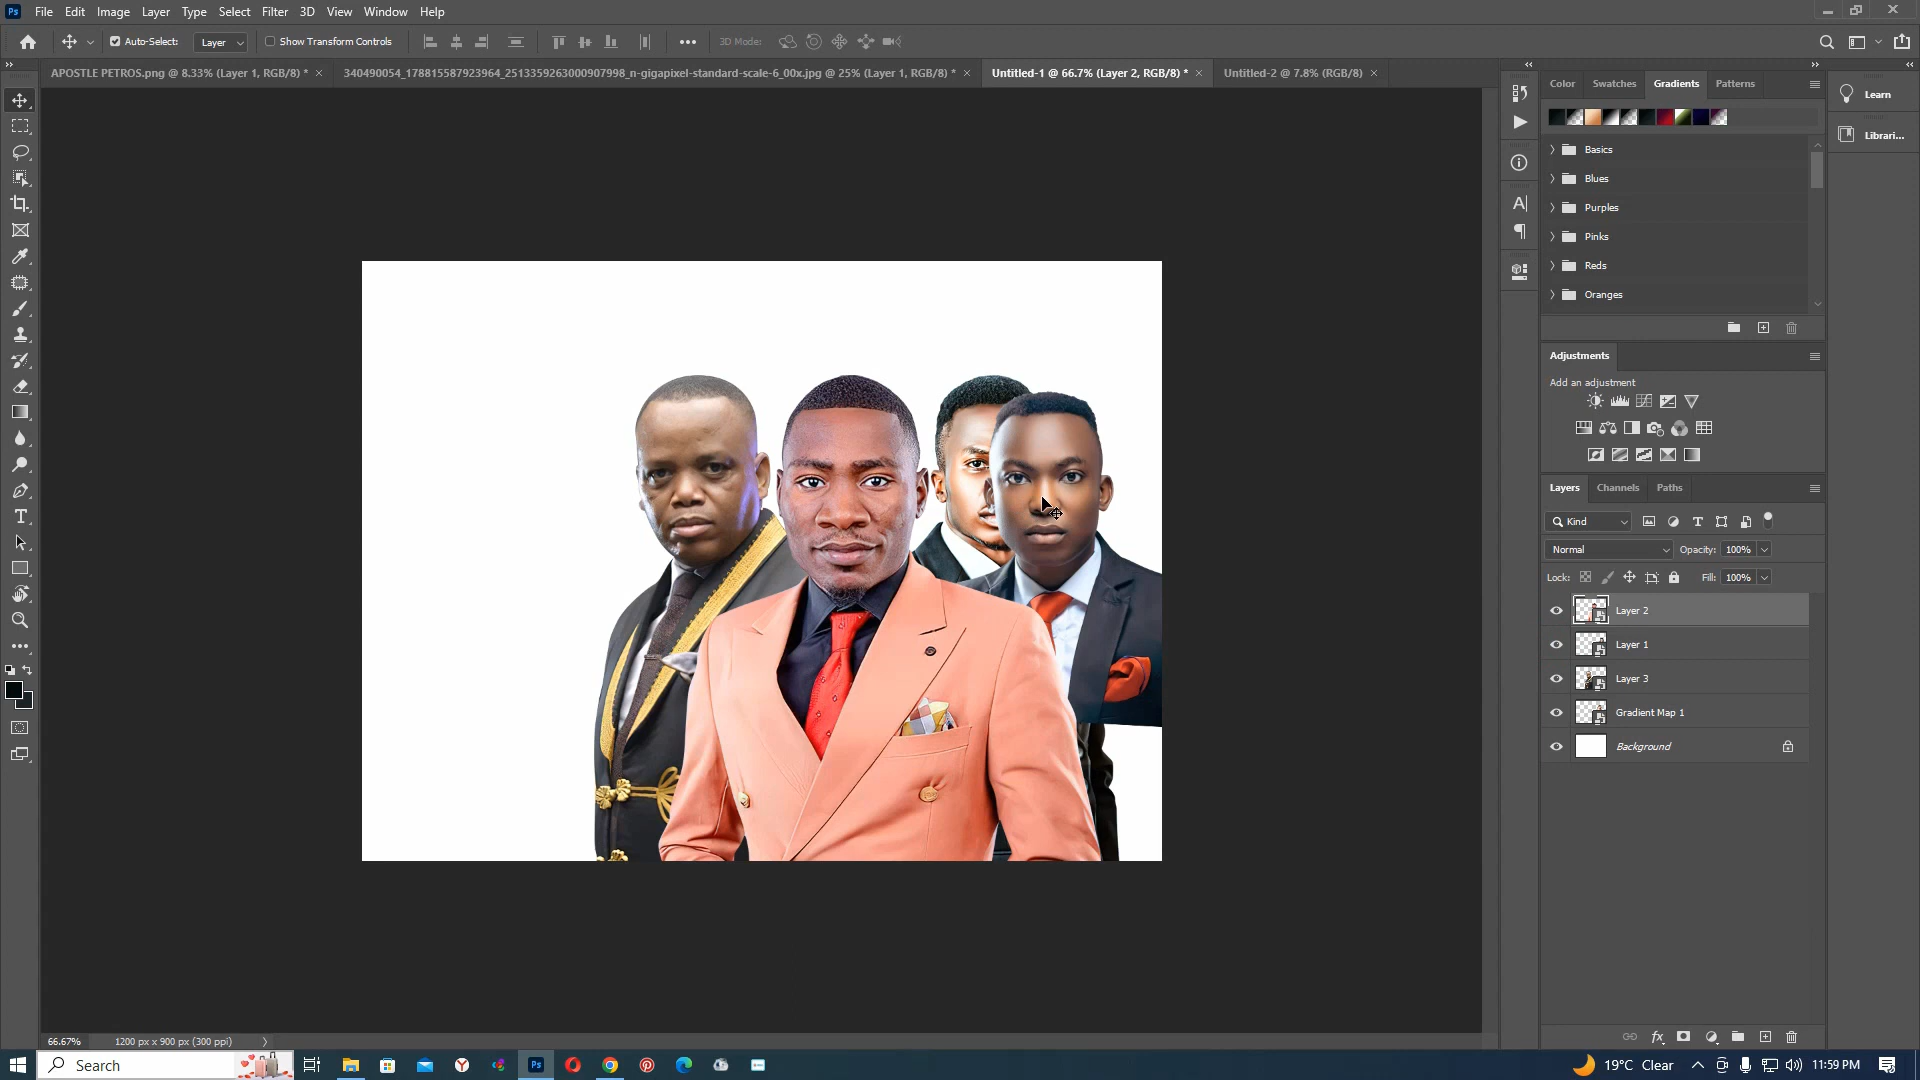 Ps File Edit Image Layer Type Select Filter 3D View Window Help
Auto-Select: Layer Show Transform Controls 3D Mode:
APOSTLE PETROS.png @ 8.33% (Layer 1, RGB/8) * 340490054_178815587923964_2513359263000907998_n-gigapixel-standard-scale-6_00x.jpg @ 25% (Layer 1, RGB/8) * Untitled-1 @ 66.7% (Layer 2, RGB/8) * Untitled-2 @ 7.8% (RGB/8)
Color Swatches Gradients Patterns
Learn
Librari...
Basics
Blues
Purples
Pinks
Reds
Oranges
Adjustments
Add an adjustment
Layers Channels Paths
Kind
Normal Opacity: 100%
Lock: Fill: 100%
Layer 2
Layer 1
Layer 3
Gradient Map 1
Background
fx
66.67% 1200 px x 900 px (300 ppi)
Search Ps 19°C Clear 11:59 PM